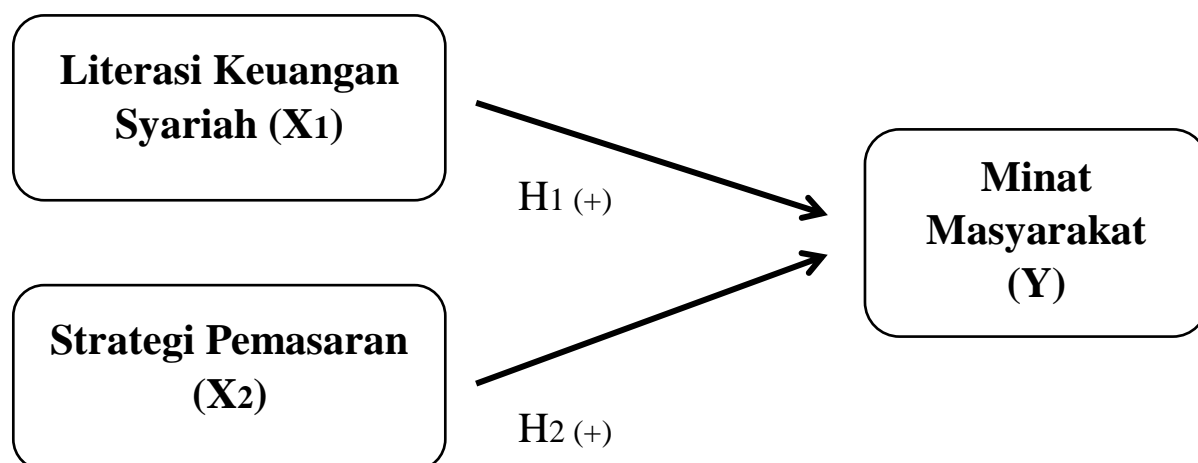 Literasi Keuangan
Syariah (X1)
H1 (+)
Minat
Masyarakat
(Y)
Strategi Pemasaran
(X2)
H2 (+)